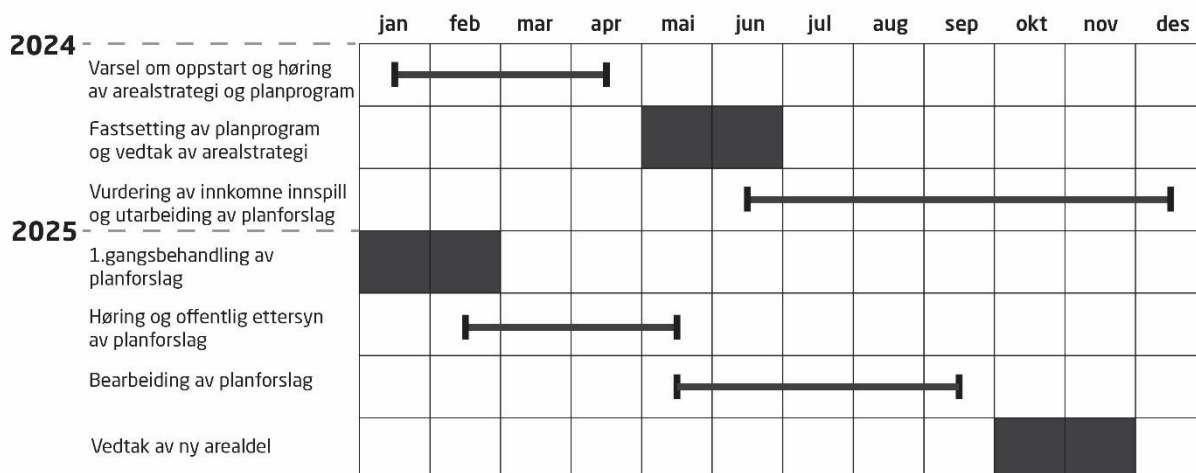 jan feb mar apr mai jun jul aug sep okt nov des
2024
Varsel om oppstart og høring
av arealstrategi og planprogram
Fastsetting av planprogram
og vedtak av arealstrategi
Vurdering av innkomne innspill
og utarbeiding av planforslag
2025
1.gangsbehandling av
planforslag
Høring og offentlig ettersyn
av planforslag
Bearbeiding av planforslag
Vedtak av ny arealdel